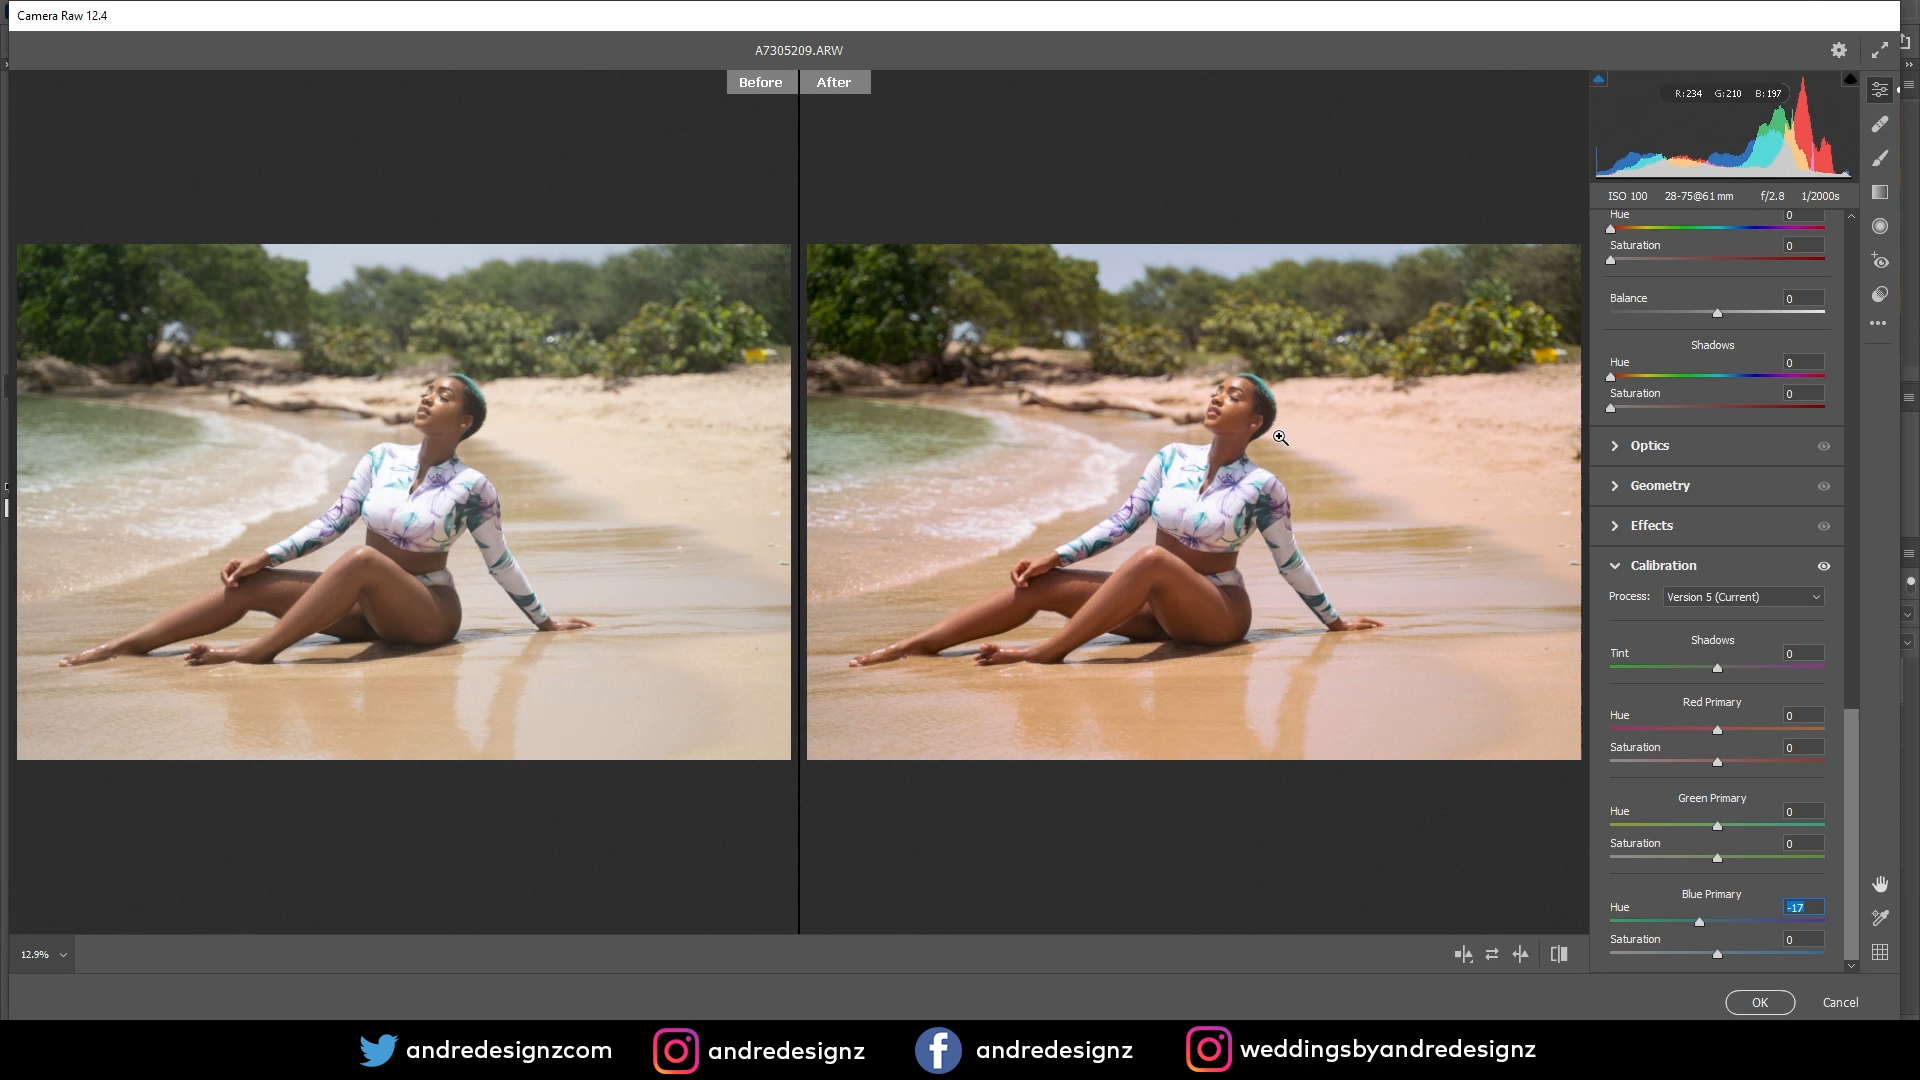 Camera Raw 12.4
A7305209.ARW
Before After
R: 234 G: 210 B: 197
ISO 100 28-75@61 mm f/2.8 1/2000s
Hue 0
Saturation 0
Balance 0
Shadows
Hue 0
Saturation 0
Optics
Geometry
Effects
Calibration
Process: Version 5 (Current)
Shadows
Tint 0
Red Primary
Hue 0
Saturation 0
Green Primary
Hue 0
Saturation 0
Blue Primary
Hue -17
Saturation 0
12.9%
OK Cancel
andredesignzcom andredesignz andredesignz weddingsbyandredesignz